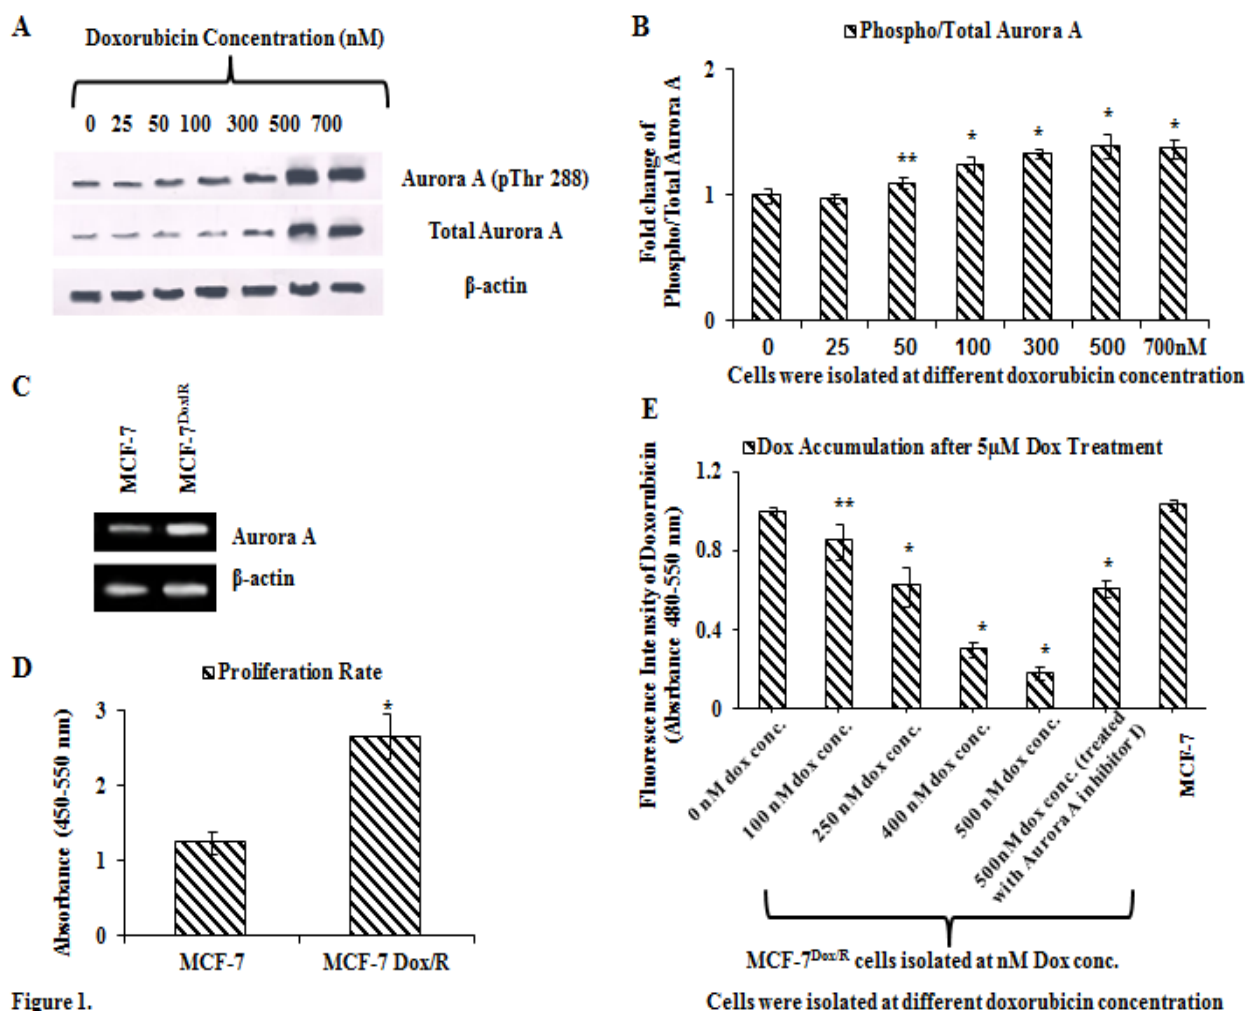 A
Doxorubicin Concentration (nM)
0 25 50 100 300 500 700
Aurora A (pThr 288)
Total Aurora A
β-actin
B
Phospho/Total Aurora A
Fold change of
Phospho/Total Aurora A
2
1
0
**
*
*
*
*
0 25 50 100 300 500 700nM
Cells were isolated at different doxorubicin concentration
C
MCF-7
MCF-7Dox/R
Aurora A
β-actin
D
Proliferation Rate
Absorbance (450-550 nm)
3
2
1
0
*
MCF-7 MCF-7 Dox/R
E
Dox Accumulation after 5μM Dox Treatment
Fluorescence Intensity of Doxorubicin
(Absrbance 480-550 nm)
1.2
0.8
0.4
0
**
*
*
*
*
0 nM dox conc.
100 nM dox conc.
250 nM dox conc.
400 nM dox conc.
500 nM dox conc.
500nM dox conc. (treated
with Aurora A inhibitor I)
MCF-7
MCF-7Dox/R cells isolated at nM Dox conc.
Cells were isolated at different doxorubicin concentration
Figure 1.